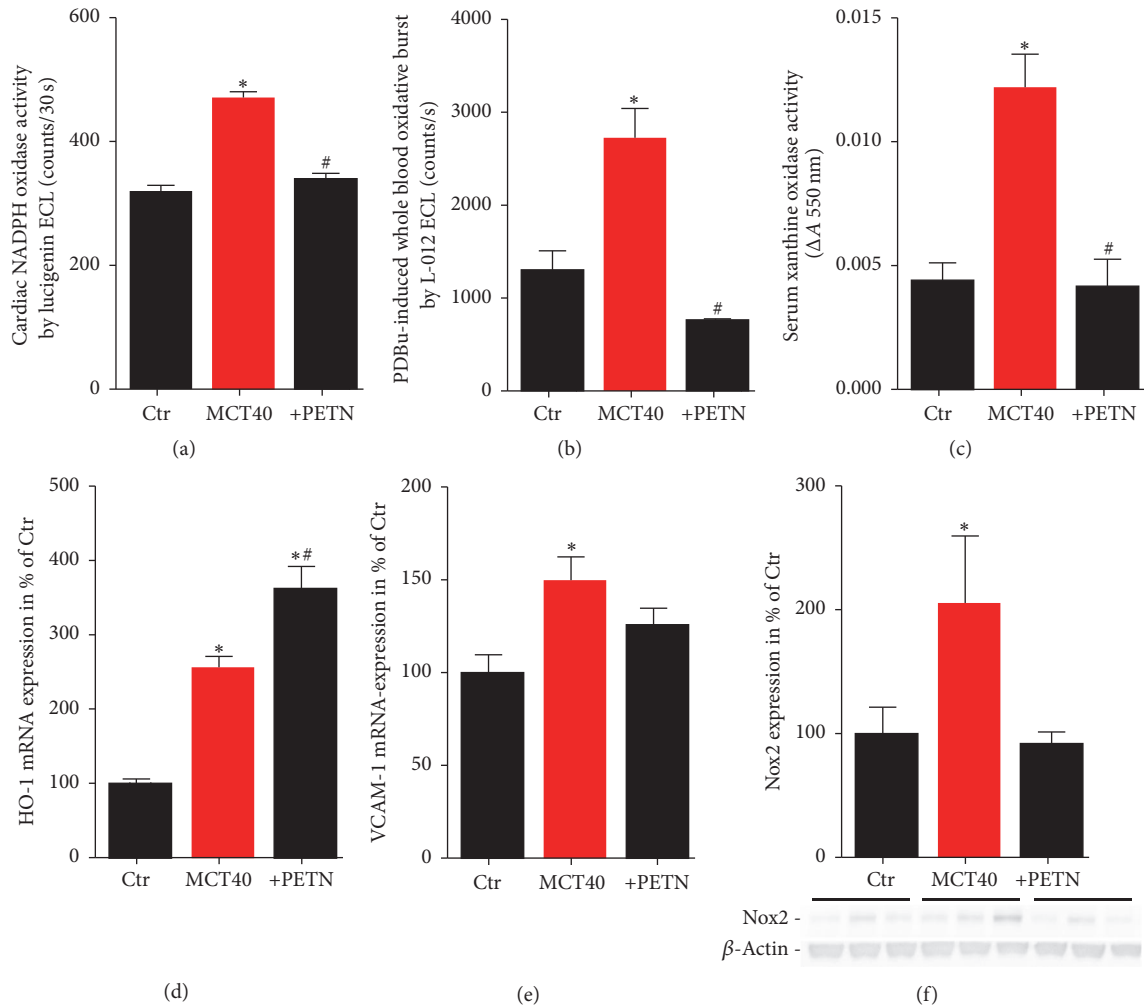 Cardiac NADPH oxidase activity
by lucigenin ECL (counts/30 s)
600
400
200
0
*
#
Ctr
MCT40
+PETN
(a)
PDBu-induced whole blood oxidative burst
by L-012 ECL (counts/s)
4000
3000
2000
1000
0
*
#
Ctr
MCT40
+PETN
(b)
Serum xanthine oxidase activity
(ΔA 550 nm)
0.015
0.010
0.005
0.000
*
#
Ctr
MCT40
+PETN
(c)
HO-1 mRNA expression in % of Ctr
500
400
300
200
100
0
*
*#
Ctr
MCT40
+PETN
(d)
VCAM-1 mRNA-expression in % of Ctr
200
150
100
50
0
*
Ctr
MCT40
+PETN
(e)
Nox2 expression in % of Ctr
300
200
100
0
*
Ctr
MCT40
+PETN
Nox2 -
β-Actin -
(f)